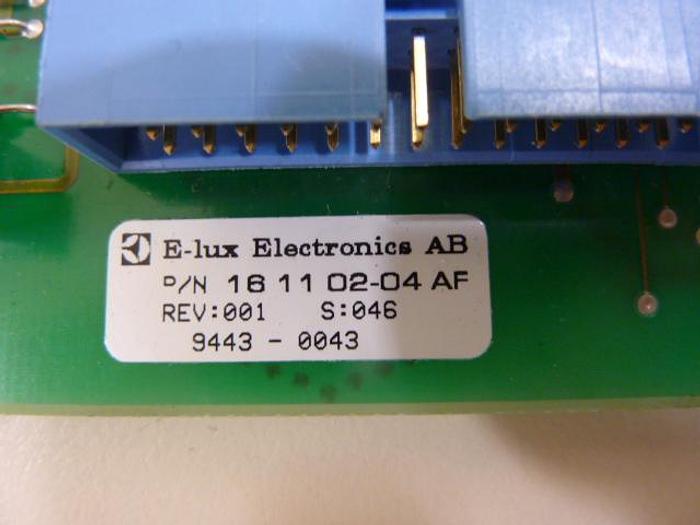 E-lux Electronics AB
P/N 16 11 02-04 AF
REV:001 S:046
9443 - 0043